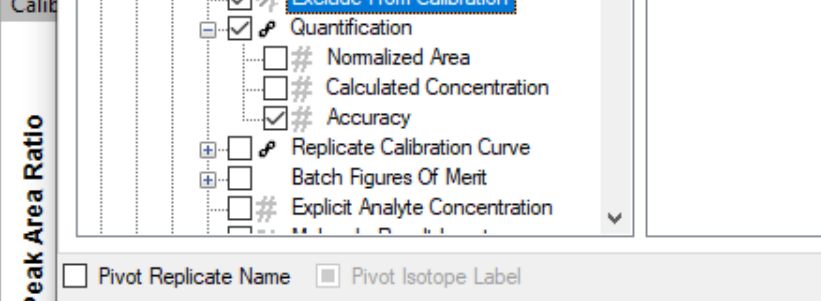 Calib
Exclude From Calibration
Quantification
Normalized Area
Calculated Concentration
Accuracy
Replicate Calibration Curve
Batch Figures Of Merit
Explicit Analyte Concentration
Peak Area Ratio
Pivot Replicate Name
Pivot Isotope Label